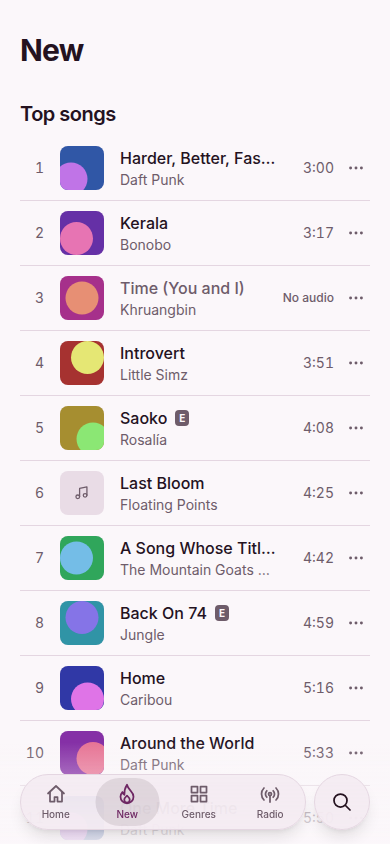 New
Top songs
1
Harder, Better, Fas...
Daft Punk
3:00
2
Kerala
Bonobo
3:17
3
Time (You and I)
Khruangbin
No audio
4
Introvert
Little Simz
3:51
5
Saoko E
Rosalía
4:08
6
Last Bloom
Floating Points
4:25
7
A Song Whose Titl...
The Mountain Goats ...
4:42
8
Back On 74 E
Jungle
4:59
9
Home
Caribou
5:16
10
Around the World
Daft Punk
5:33
More Time
Daft Punk
Home
New
Genres
Radio